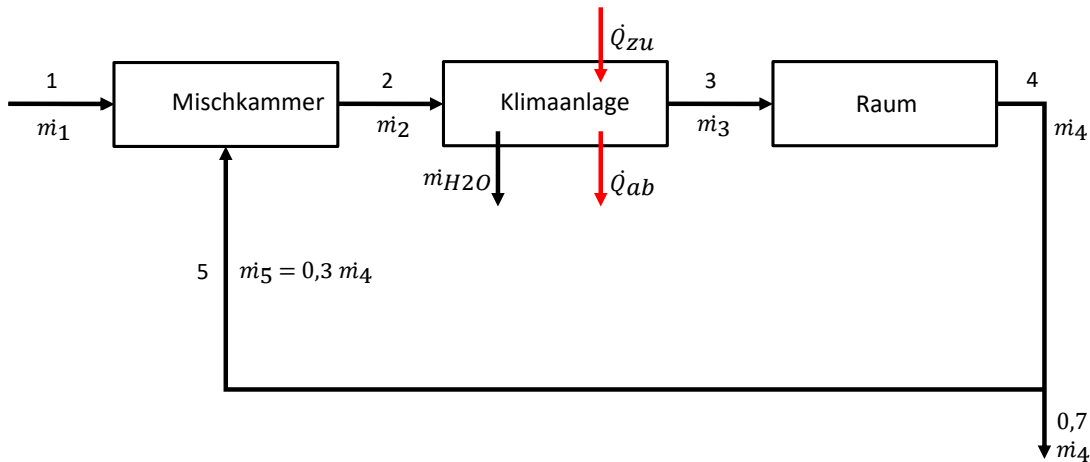 Q̇zu
1
2
3
4
Mischkammer
Klimaanlage
Raum
ṁ1
ṁ2
ṁ3
ṁ4
ṁH2O
Q̇ab
5
ṁ5 = 0,3 ṁ4
0,7
ṁ4